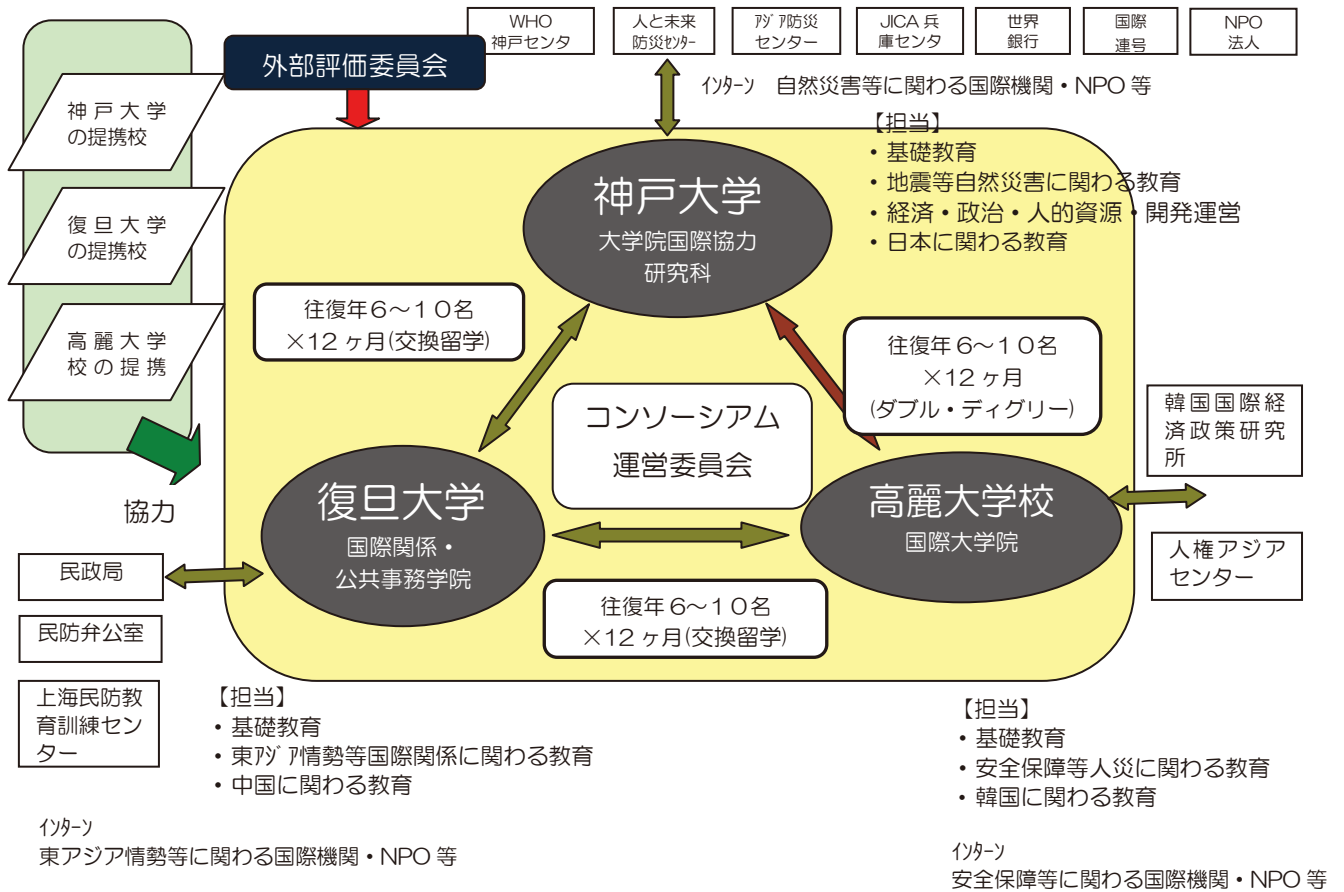 WHO
神戸センタ
人と未来
防災ｾﾝﾀｰ
ｱｼﾞｱ防災
センター
JICA 兵
庫センタ
世界
銀行
国際
連号
NPO
法人
外部評価委員会
ｲﾝﾀｰﾝ 自然災害等に関わる国際機関・NPO 等
神戸大学
の提携校
復旦大学
の提携校
高麗大学
校の提携
協力
【担当】
・基礎教育
・地震等自然災害に関わる教育
・経済・政治・人的資源・開発運営
・日本に関わる教育
神戸大学
大学院国際協力
研究科
往復年6～１０名
×12 ヶ月(交換留学)
往復年 6～１０名
×12 ヶ月
(ダブル・ディグリー)
コンソーシアム
運営委員会
復旦大学
国際関係・
公共事務学院
高麗大学校
国際大学院
往復年 6～１０名
×12 ヶ月(交換留学)
韓国国際経
済政策研究
所
人権アジア
センター
民政局
民防弁公室
上海民防教
育訓練セン
ター
【担当】
・基礎教育
・東ｱｼﾞｱ情勢等国際関係に関わる教育
・中国に関わる教育
ｲﾝﾀｰﾝ
東アジア情勢等に関わる国際機関・NPO 等
【担当】
・基礎教育
・安全保障等人災に関わる教育
・韓国に関わる教育
ｲﾝﾀｰﾝ
安全保障等に関わる国際機関・NPO 等